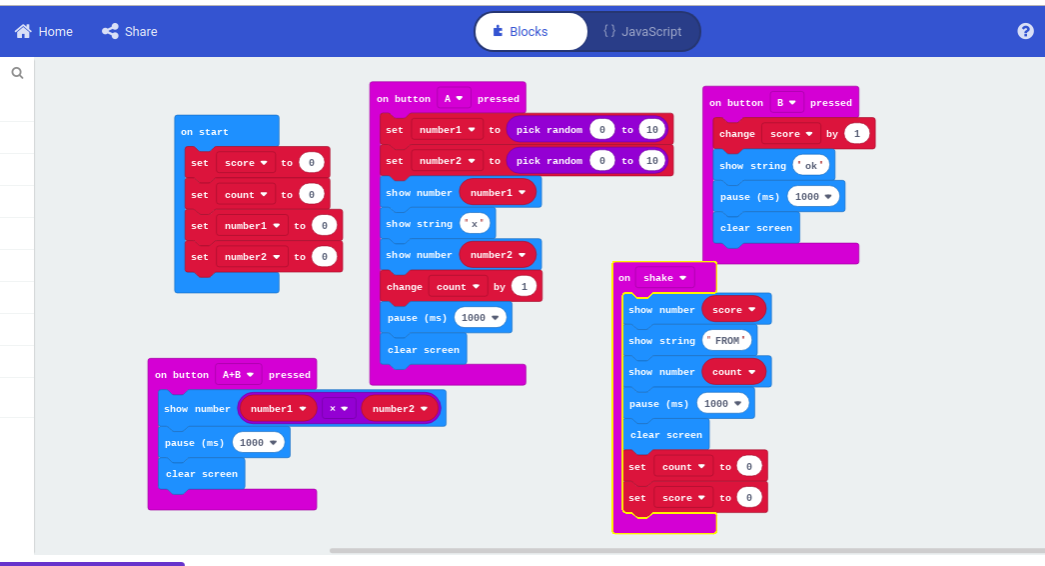 Home Share Blocks {} JavaScript ?
on start
set score to 0
set count to 0
set number1 to 0
set number2 to 0
on button A pressed
set number1 to pick random 0 to 10
set number2 to pick random 0 to 10
show number number1
show string "x"
show number number2
change count by 1
pause (ms) 1000
clear screen
on button B pressed
change score by 1
show string "ok"
pause (ms) 1000
clear screen
on button A+B pressed
show number number1 × number2
pause (ms) 1000
clear screen
on shake
show number score
show string "FROM"
show number count
pause (ms) 1000
clear screen
set count to 0
set score to 0